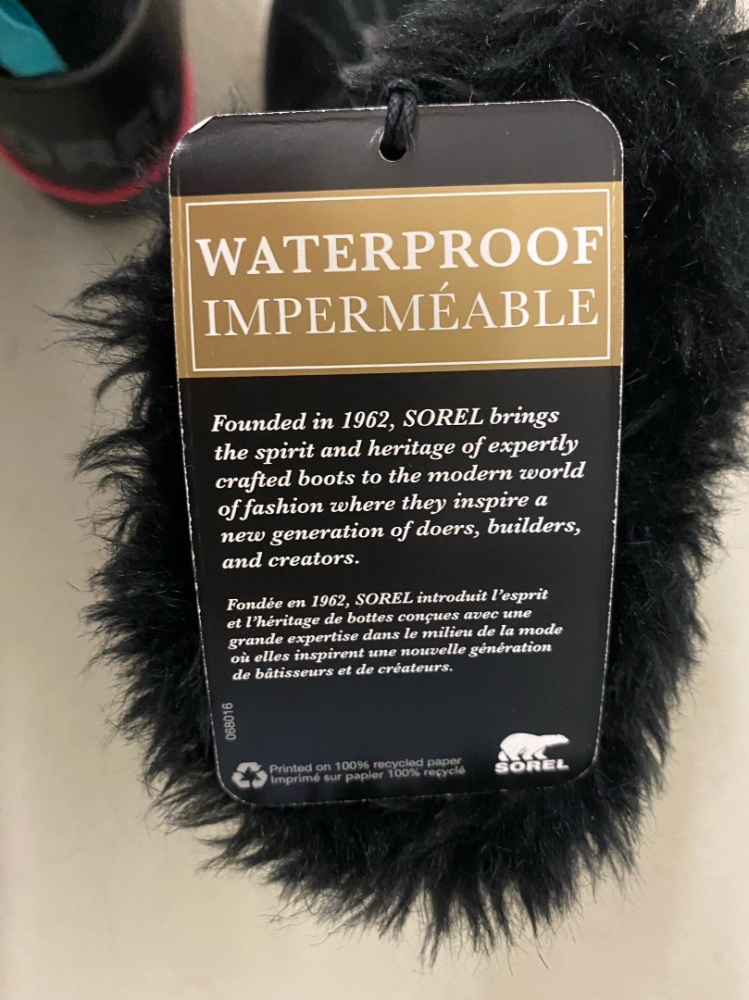 WATERPROOF
IMPERMÉABLE
Founded in 1962, SOREL brings
the spirit and heritage of expertly
crafted boots to the modern world
of fashion where they inspire a
new generation of doers, builders,
and creators.
Fondée en 1962, SOREL introduit l'esprit
et l'héritage de bottes conçues avec une
grande expertise dans le milieu de la mode
où elles inspirent une nouvelle génération
de bâtisseurs et de créateurs.
068016
Printed on 100% recycled paper
Imprimé sur papier 100% recyclé
SOREL